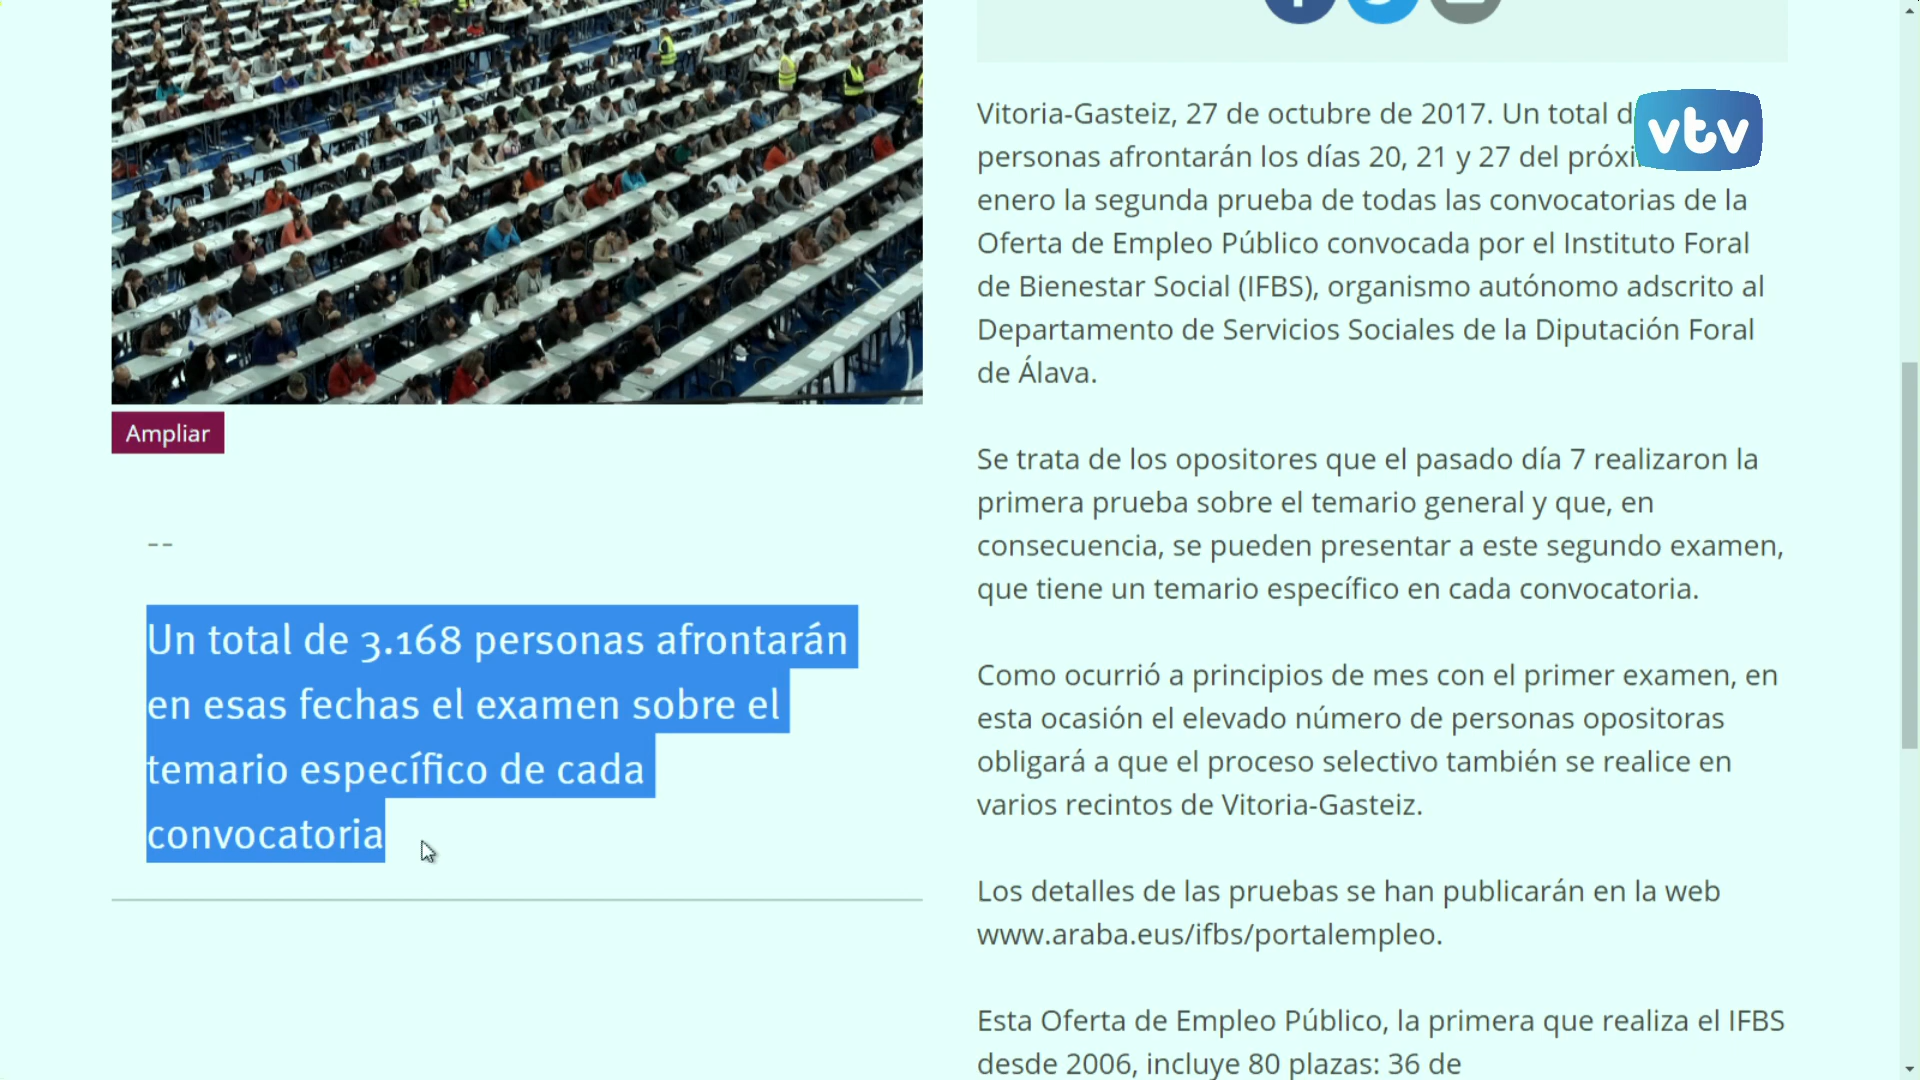 Ampliar
--
Un total de 3.168 personas afrontarán
en esas fechas el examen sobre el
temario específico de cada
convocatoria
vtv
Vitoria-Gasteiz, 27 de octubre de 2017. Un total
personas afrontarán los días 20, 21 y 27 del
enero la segunda prueba de todas las convocatorias de la
Oferta de Empleo Público convocada por el Instituto Foral
de Bienestar Social (IFBS), organismo autónomo adscrito al
Departamento de Servicios Sociales de la Diputación Foral
de Álava.
Se trata de los opositores que el pasado día 7 realizaron la
primera prueba sobre el temario general y que, en
consecuencia, se pueden presentar a este segundo examen,
que tiene un temario específico en cada convocatoria.
Como ocurrió a principios de mes con el primer examen, en
esta ocasión el elevado número de personas opositoras
obligará a que el proceso selectivo también se realice en
varios recintos de Vitoria-Gasteiz.
Los detalles de las pruebas se han publicarán en la web
www.araba.eus/ifbs/portalempleo.
Esta Oferta de Empleo Público, la primera que realiza el IFBS
desde 2006, incluye 80 plazas: 36 de